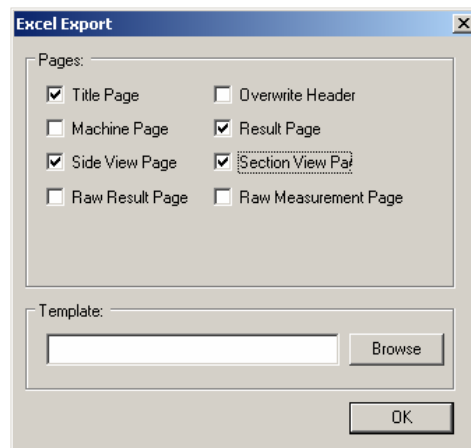 Excel Export
Pages:
Title Page
Overwrite Header
Machine Page
Result Page
Side View Page
Section View Pa
Raw Result Page
Raw Measurement Page
Template:
Browse
OK